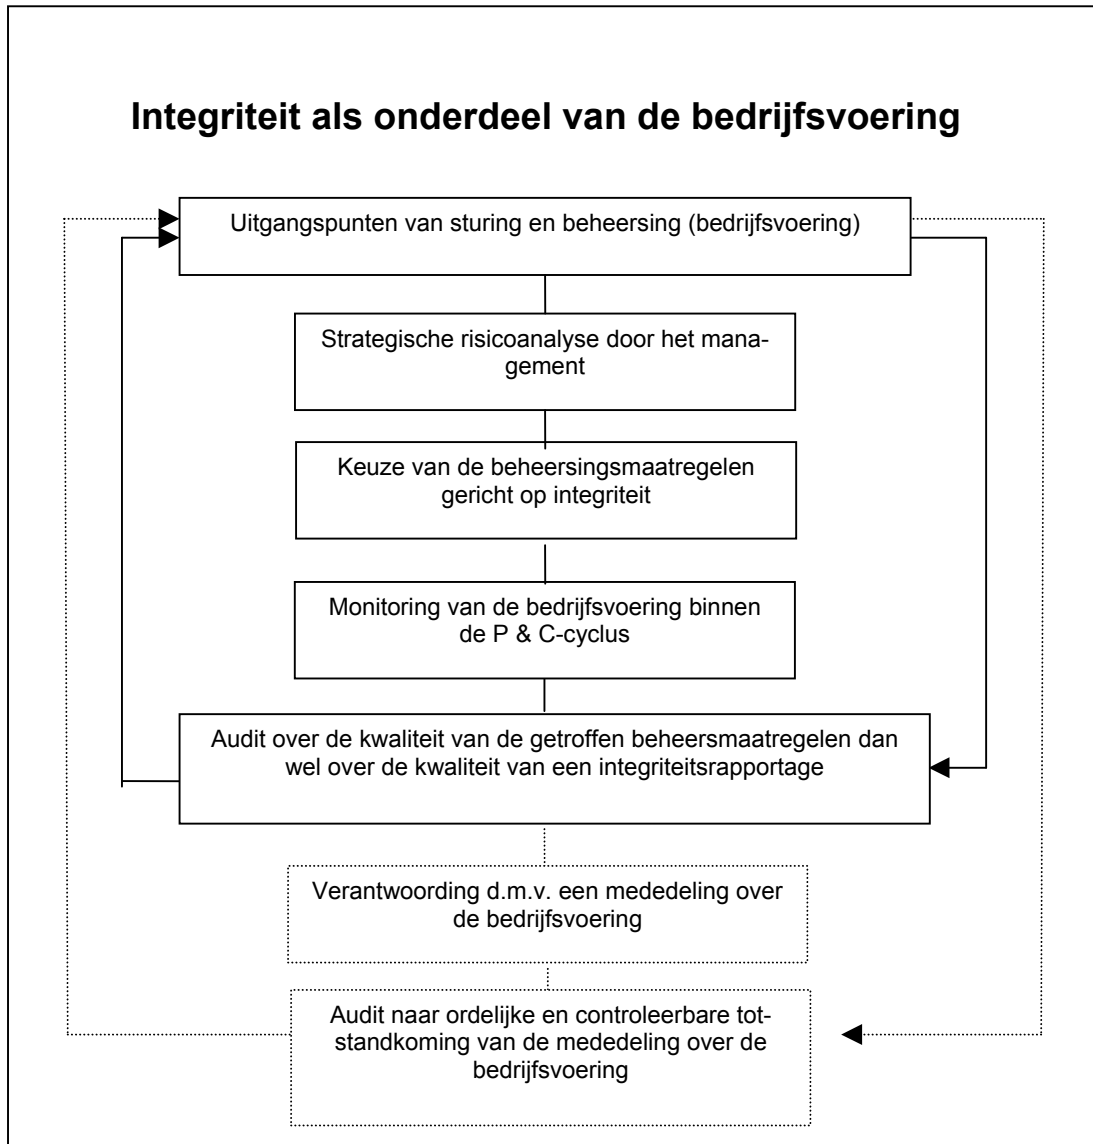 Integriteit als onderdeel van de bedrijfsvoering
Uitgangspunten van sturing en beheersing (bedrijfsvoering)
Strategische risicoanalyse door het mana-
gement
Keuze van de beheersingsmaatregelen
gericht op integriteit
Monitoring van de bedrijfsvoering binnen
de P & C-cyclus
Audit over de kwaliteit van de getroffen beheersmaatregelen dan
wel over de kwaliteit van een integriteitsrapportage
Verantwoording d.m.v. een mededeling over
de bedrijfsvoering
Audit naar ordelijke en controleerbare tot-
standkoming van de mededeling over de
bedrijfsvoering